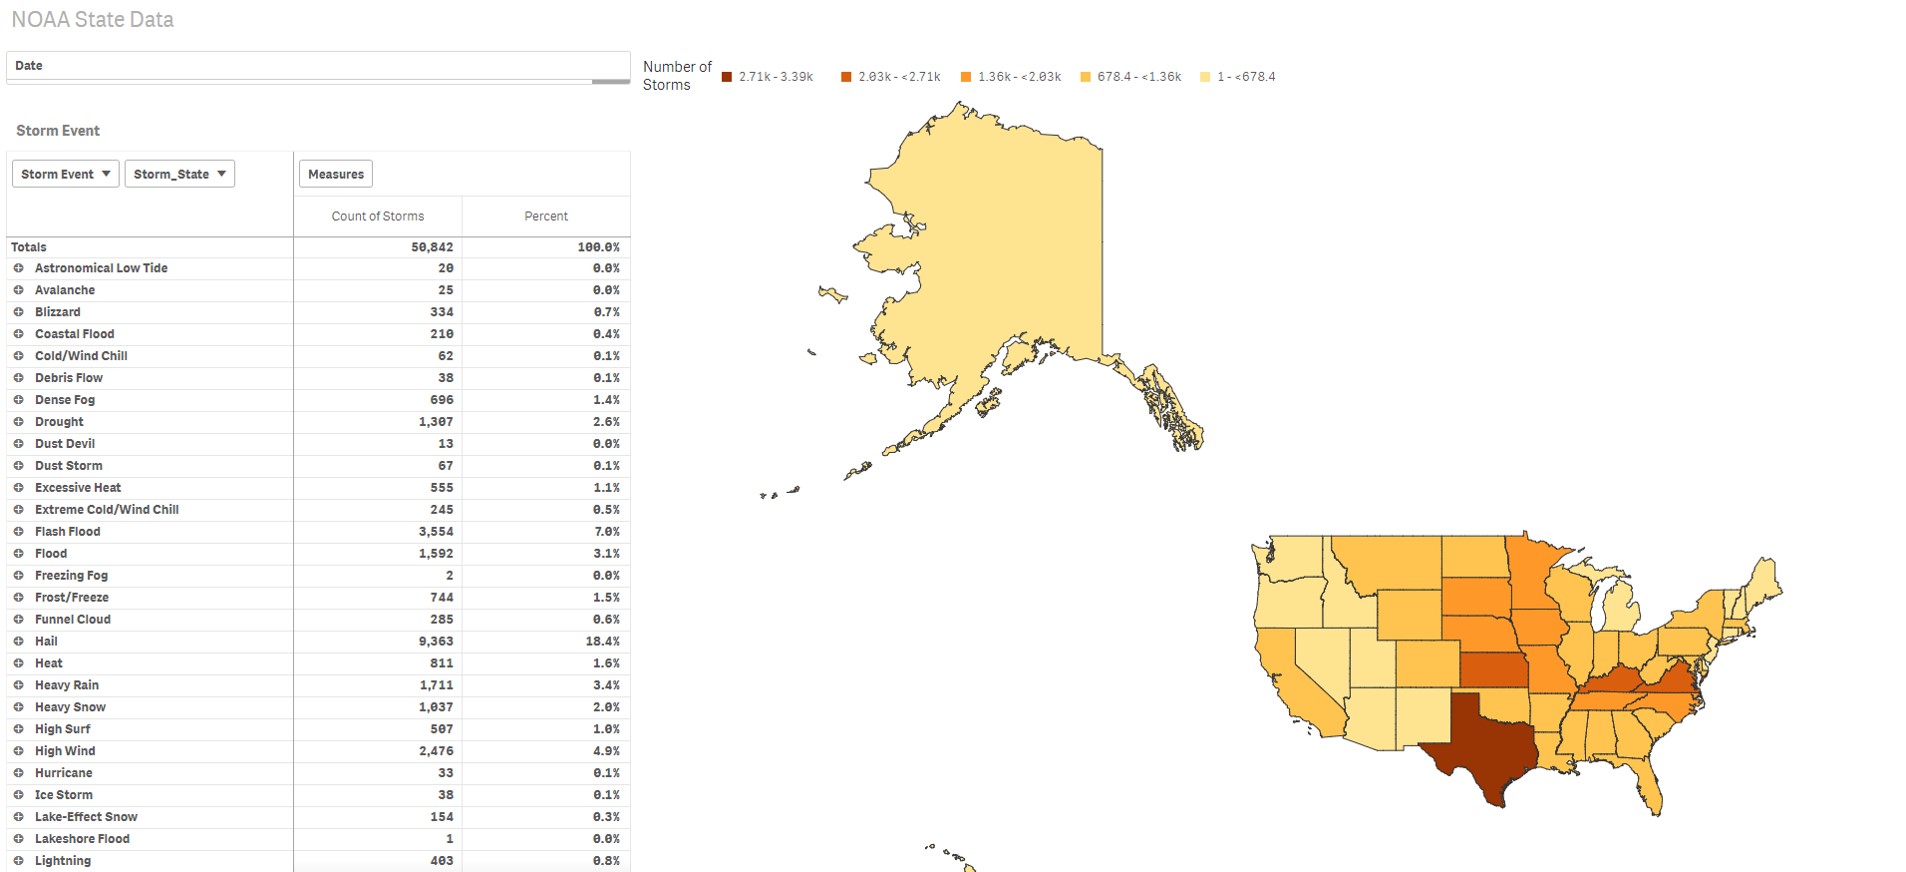 NOAA State Data
Date
Number of Storms
2.71k - 3.39k 2.03k - <2.71k 1.36k - <2.03k 678.4 - <1.36k 1 - <678.4
Storm Event
Storm Event Storm_State Measures
Count of Storms Percent
Totals 50,842 100.0%
Astronomical Low Tide 20 0.0%
Avalanche 25 0.0%
Blizzard 334 0.7%
Coastal Flood 210 0.4%
Cold/Wind Chill 62 0.1%
Debris Flow 38 0.1%
Dense Fog 696 1.4%
Drought 1,307 2.6%
Dust Devil 13 0.0%
Dust Storm 67 0.1%
Excessive Heat 555 1.1%
Extreme Cold/Wind Chill 245 0.5%
Flash Flood 3,554 7.0%
Flood 1,592 3.1%
Freezing Fog 2 0.0%
Frost/Freeze 744 1.5%
Funnel Cloud 285 0.6%
Hail 9,363 18.4%
Heat 811 1.6%
Heavy Rain 1,711 3.4%
Heavy Snow 1,037 2.0%
High Surf 507 1.0%
High Wind 2,476 4.9%
Hurricane 33 0.1%
Ice Storm 38 0.1%
Lake-Effect Snow 154 0.3%
Lakeshore Flood 1 0.0%
Lightning 403 0.8%